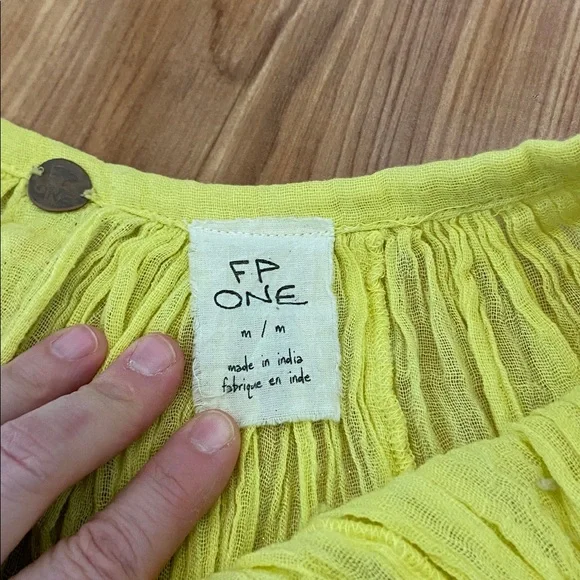 FP
ONE
m / m
made in india
fabrique en inde